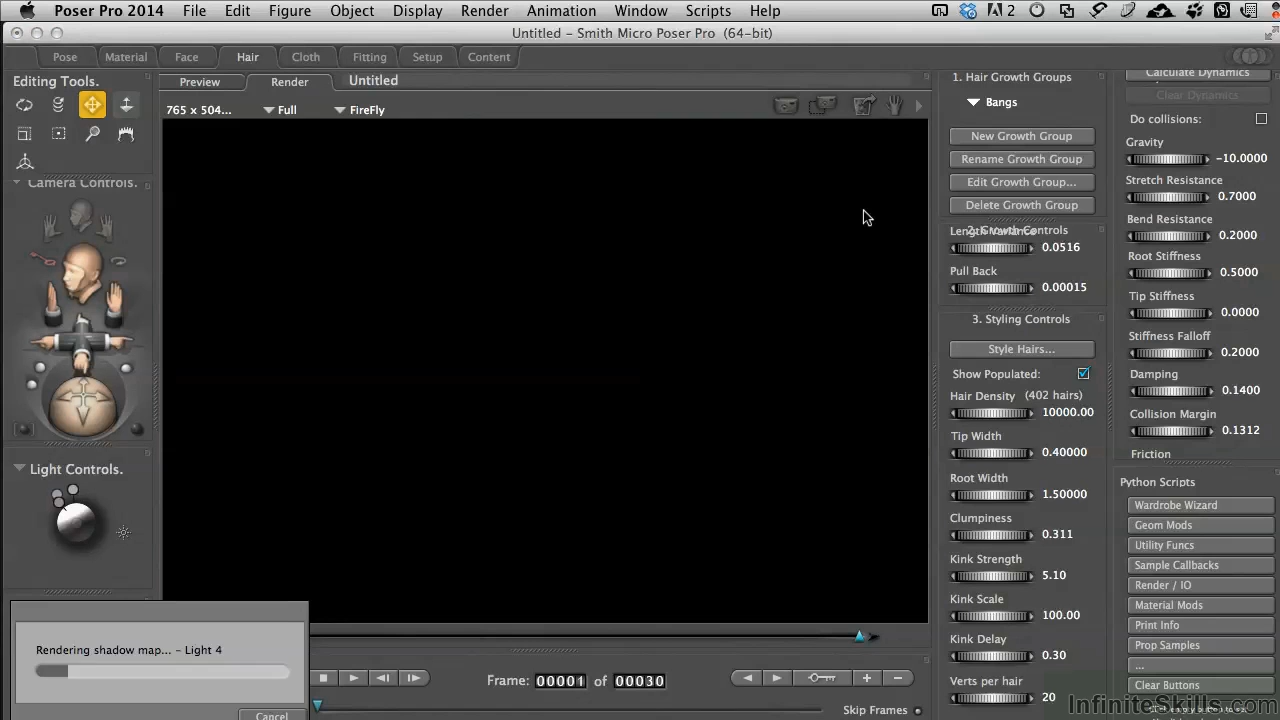 Poser Pro 2014 File Edit Figure Object Display Render Animation Window Scripts Help
2
Untitled - Smith Micro Poser Pro (64-bit)
Pose Material Face Hair Cloth Fitting Setup Content
Editing Tools.
Camera Controls.
Light Controls.
Rendering shadow map... - Light 4
Cancel
Preview Render Untitled
765 x 504... Full FireFly
Frame: 00001 of 00030
Skip Frames
1. Hair Growth Groups
Bangs
New Growth Group
Rename Growth Group
Edit Growth Group...
Delete Growth Group
2. Growth Controls
Length Variance
0.0516
Pull Back
0.00015
3. Styling Controls
Style Hairs...
Show Populated:
Hair Density (402 hairs)
10000.00
Tip Width
0.40000
Root Width
1.50000
Clumpiness
0.311
Kink Strength
5.10
Kink Scale
100.00
Kink Delay
0.30
Verts per hair
20
Calculate Dynamics
Clear Dynamics
Do collisions:
Gravity
-10.0000
Stretch Resistance
0.7000
Bend Resistance
0.2000
Root Stiffness
0.5000
Tip Stiffness
0.0000
Stiffness Falloff
0.2000
Damping
0.1400
Collision Margin
0.1312
Friction
Python Scripts
Wardrobe Wizard
Geom Mods
Utility Funcs
Sample Callbacks
Render / IO
Material Mods
Print Info
Prop Samples
...
Clear Buttons
InfiniteSkills.com